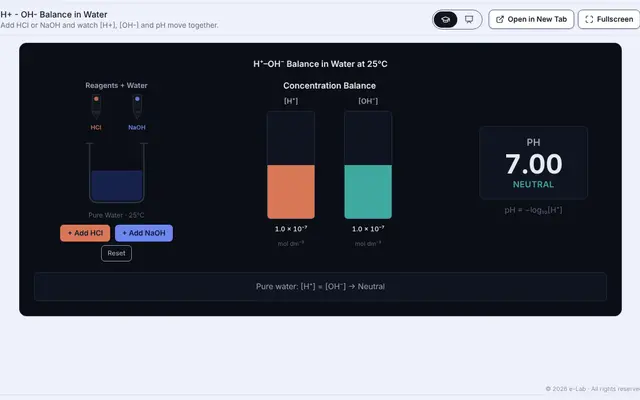 H+ - OH- Balance in Water
Add HCl or NaOH and watch [H+], [OH-] and pH move together.
Open in New Tab
Fullscreen
H⁺–OH⁻ Balance in Water at 25°C
Reagents + Water
HCl
NaOH
Pure Water · 25°C
+ Add HCl
+ Add NaOH
Reset
Concentration Balance
[H⁺]
[OH⁻]
1.0 × 10⁻⁷
1.0 × 10⁻⁷
mol dm⁻³
mol dm⁻³
PH
7.00
NEUTRAL
pH = −log₁₀[H⁺]
Pure water: [H⁺] = [OH⁻] → Neutral
© 2026 e-Lab · All rights reserved